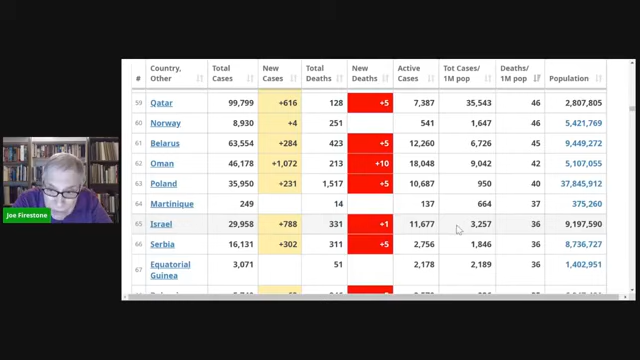 # Country, Other Total Cases New Cases Total Deaths New Deaths Active Cases Tot Cases/ 1M pop Deaths/ 1M pop Population
59 Qatar 99,799 +616 128 +5 7,387 35,543 46 2,807,805
60 Norway 8,930 +4 251 541 1,647 46 5,421,769
61 Belarus 63,554 +284 423 +5 12,260 6,726 45 9,449,272
62 Oman 46,178 +1,072 213 +10 18,048 9,042 42 5,107,055
63 Poland 35,950 +231 1,517 +5 10,687 950 40 37,845,912
64 Martinique 249 14 137 664 37 375,260
65 Israel 29,958 +788 331 +1 11,677 3,257 36 9,197,590
66 Serbia 16,131 +302 311 +5 2,756 1,846 36 8,736,727
67 Equatorial Guinea 3,071 51 2,178 2,189 36 1,402,951
Joe Firestone